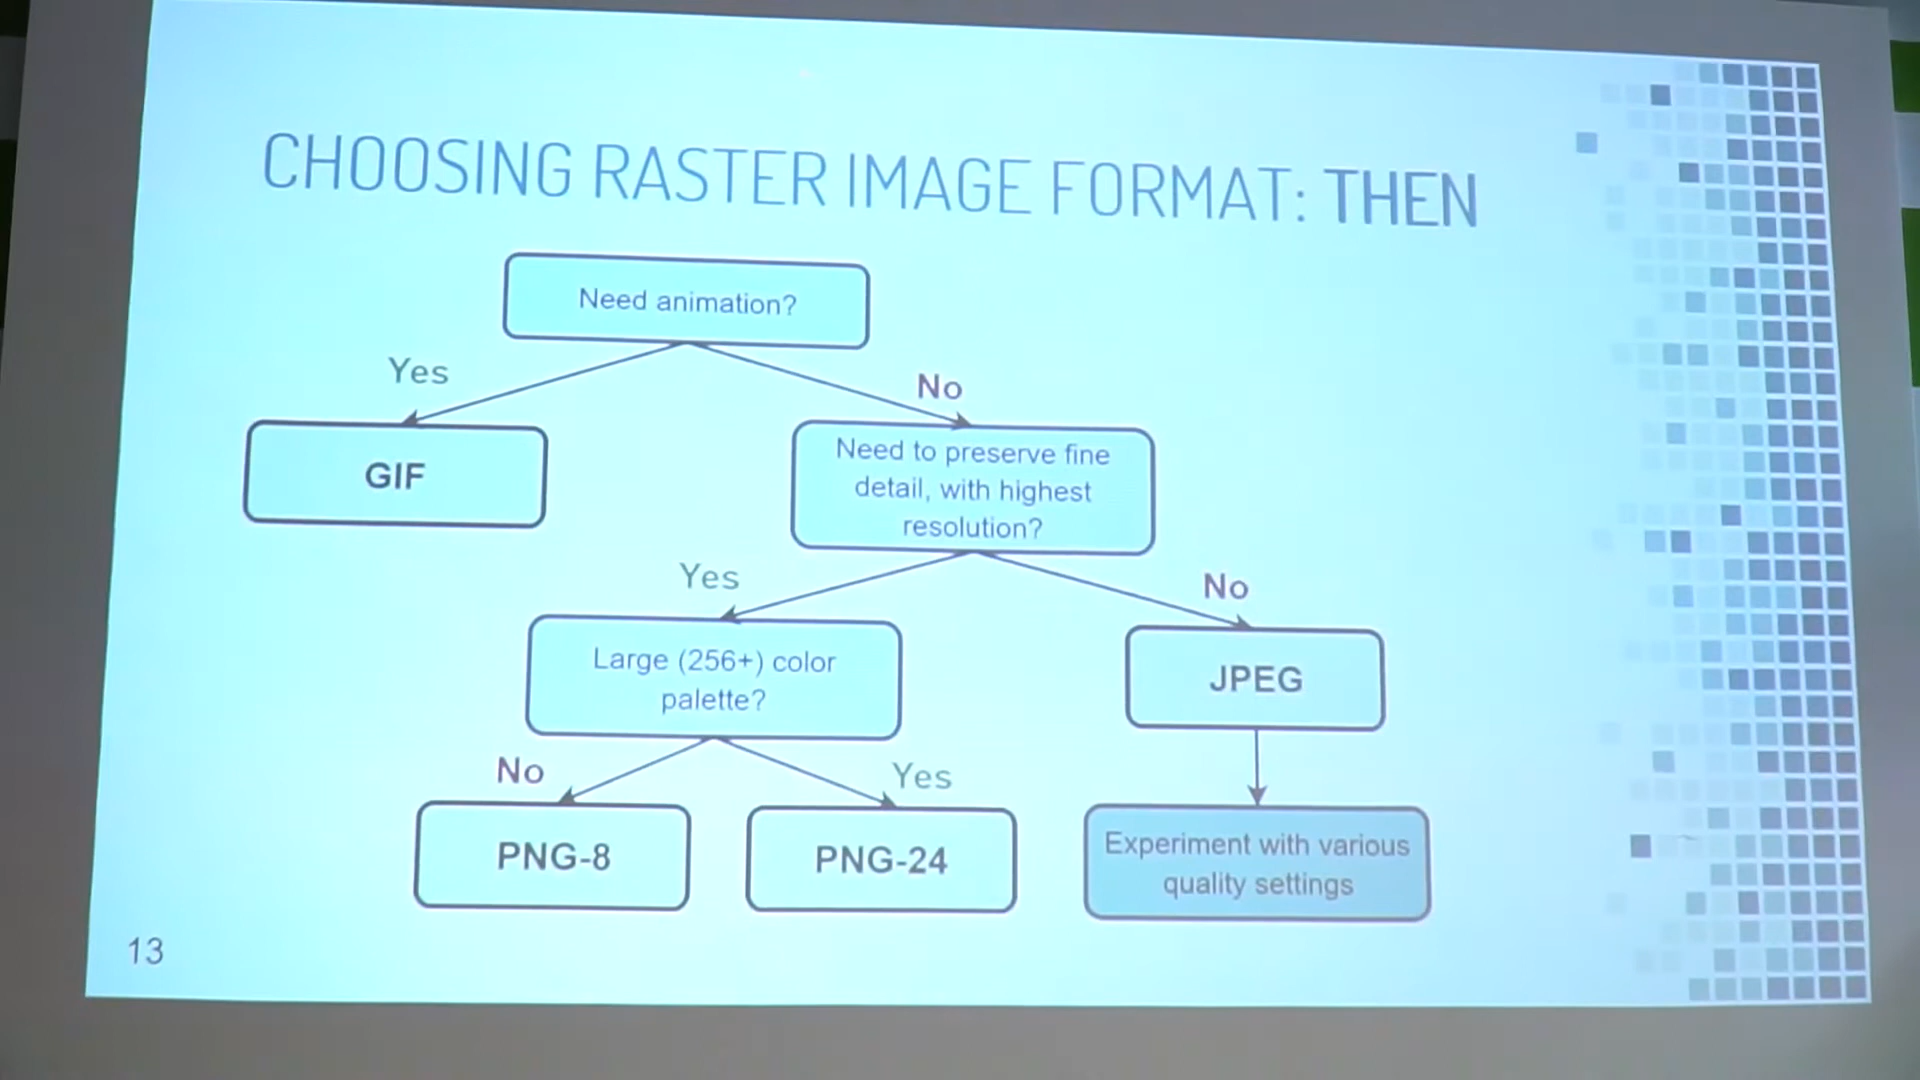 CHOOSING RASTER IMAGE FORMAT: THEN
Need animation?
Yes
No
GIF
Need to preserve fine
detail, with highest
resolution?
Yes
No
Large (256+) color
palette?
JPEG
No
Yes
PNG-8
PNG-24
Experiment with various
quality settings
13